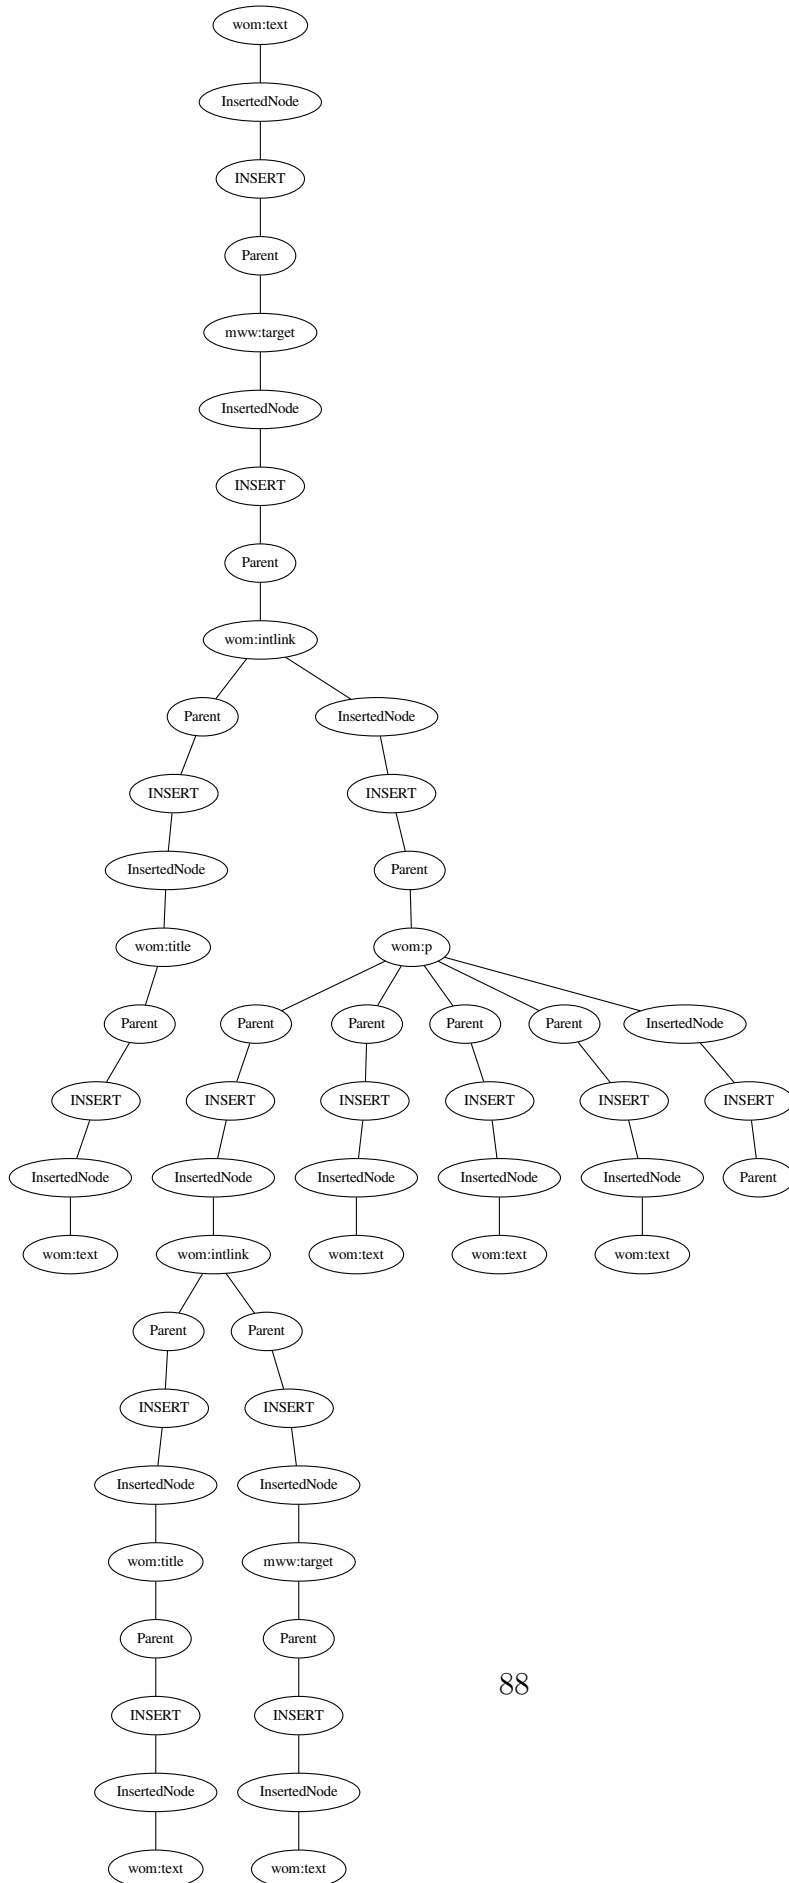 wom:text
InsertedNode
INSERT
Parent
mww:target
InsertedNode
INSERT
Parent
wom:intlink
Parent InsertedNode
INSERT INSERT
InsertedNode Parent
wom:title wom:p
Parent Parent Parent Parent Parent InsertedNode
INSERT INSERT INSERT INSERT INSERT INSERT
InsertedNode InsertedNode InsertedNode InsertedNode InsertedNode Parent
wom:text wom:intlink wom:text wom:text wom:text
Parent Parent
INSERT INSERT
InsertedNode InsertedNode
wom:title mww:target
Parent Parent
88
INSERT INSERT
InsertedNode InsertedNode
wom:text wom:text